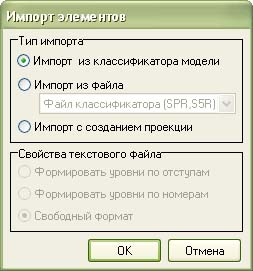 Импорт элементов
Тип импорта
Импорт из классификатора модели
Импорт из файла
Файл классификатора (SPR,S5R)
Импорт с созданием проекции
Свойства текстового файла
Формировать уровни по отступам
Формировать уровни по номерам
Свободный формат
OK
Отмена